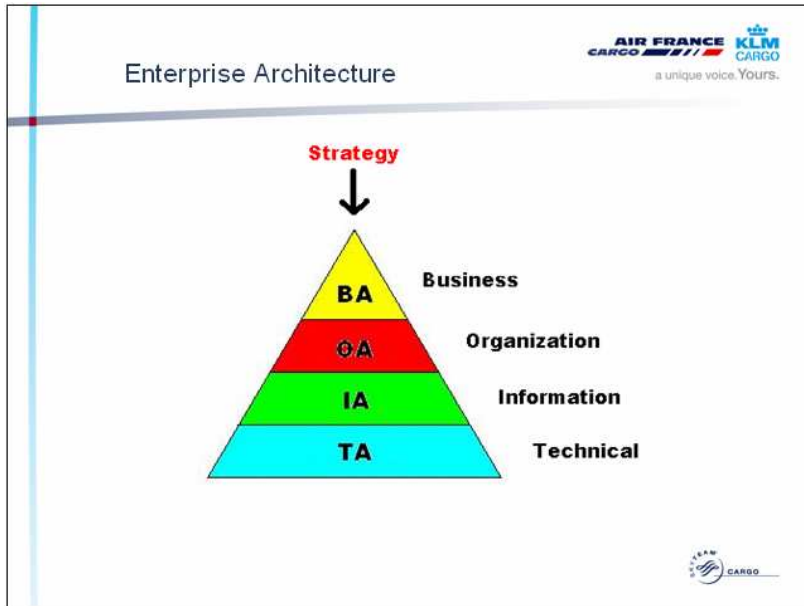 Enterprise Architecture
AIR FRANCE
CARGO
KLM
CARGO
a unique voice. Yours.
Strategy
BA
Business
OA
Organization
IA
Information
TA
Technical
SKYTEAM
CARGO